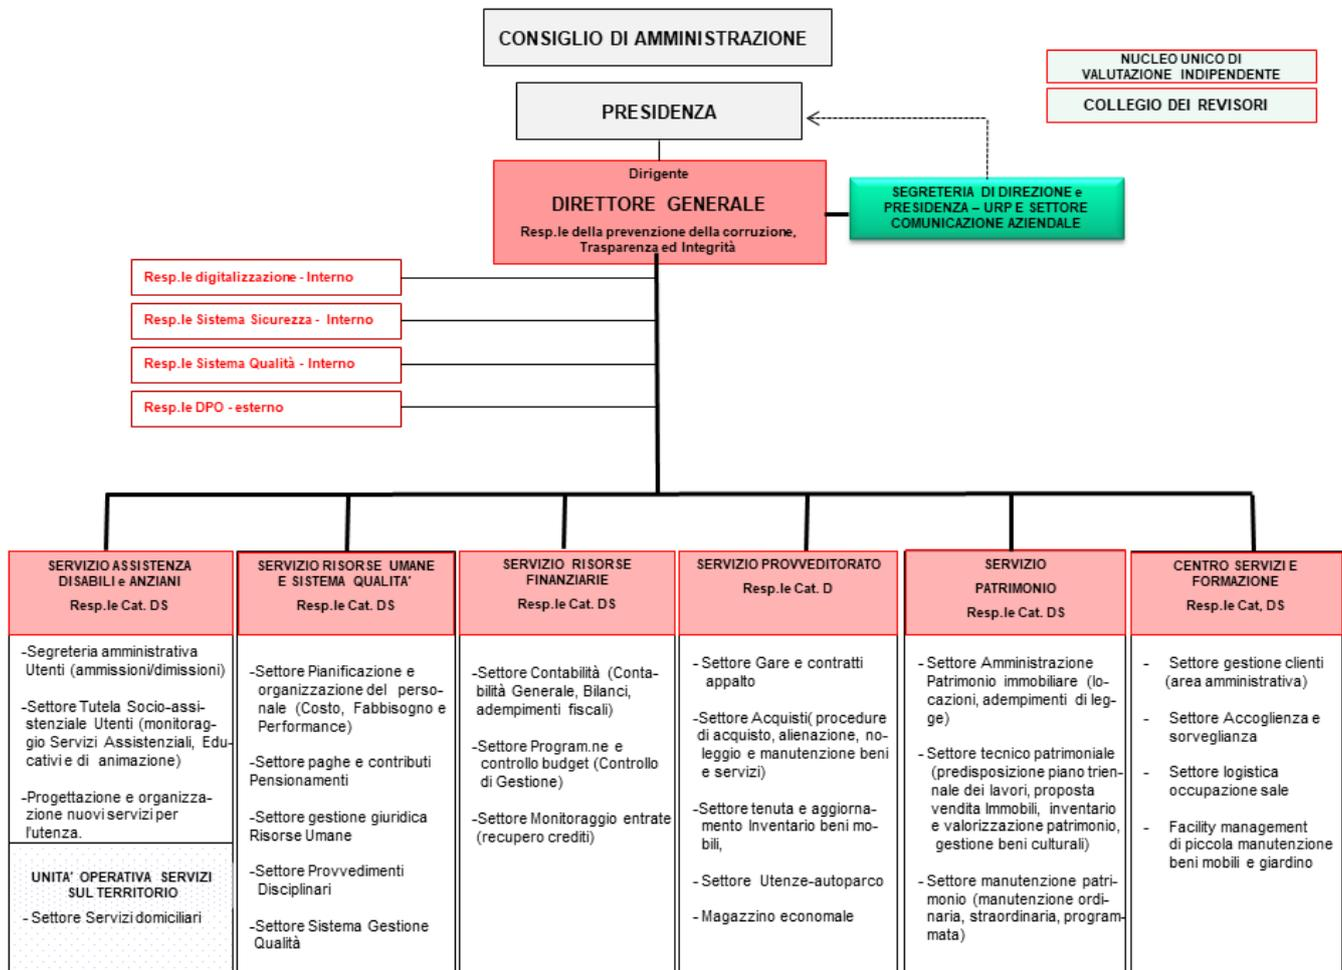 CONSIGLIO DI AMMINISTRAZIONE
NUCLEO UNICO DI
VALUTAZIONE INDIPENDENTE
COLLEGIO DEI REVISORI
PRESIDENZA
Dirigente
DIRETTORE GENERALE
Resp.le della prevenzione della corruzione,
Trasparenza ed Integrità
SEGRETERIA DI DIREZIONE e
PRESIDENZA – URP E SETTORE
COMUNICAZIONE AZIENDALE
Resp.le digitalizzazione - Interno
Resp.le Sistema Sicurezza - Interno
Resp.le Sistema Qualità - Interno
Resp.le DPO - esterno
SERVIZIO ASSISTENZA
DISABILI e ANZIANI
Resp.le Cat. DS
-Segreteria amministrativa
Utenti (ammissioni/dimissioni)
-Settore Tutela Socio-assi-
stenziale Utenti (monitorag-
gio Servizi Assistenziali, Edu-
cativi e di animazione)
-Progettazione e organizza-
zione nuovi servizi per
l'utenza.
UNITA' OPERATIVA SERVIZI
SUL TERRITORIO
- Settore Servizi domiciliari
SERVIZIO RISORSE UMANE
E SISTEMA QUALITA'
Resp.le Cat. DS
-Settore Pianificazione e
organizzazione del perso-
nale (Costo, Fabbisogno e
Performance)
-Settore paghe e contributi
Pensionamenti
-Settore gestione giuridica
Risorse Umane
-Settore Provvedimenti
Disciplinari
-Settore Sistema Gestione
Qualità
SERVIZIO RISORSE
FINANZIARIE
Resp.le Cat. DS
-Settore Contabilità (Conta-
bilità Generale, Bilanci,
adempimenti fiscali)
-Settore Program.ne e
controllo budget (Controllo
di Gestione)
-Settore Monitoraggio entrate
(recupero crediti)
SERVIZIO PROVVEDITORATO
Resp.le Cat. D
- Settore Gare e contratti
appalto
-Settore Acquisti( procedure
di acquisto, alienazione, no-
leggio e manutenzione beni
e servizi)
-Settore tenuta e aggiorna-
mento Inventario beni mo-
bili,
- Settore Utenze-autoparco
- Magazzino economale
SERVIZIO
PATRIMONIO
Resp.le Cat. DS
- Settore Amministrazione
Patrimonio immobiliare (lo-
cazioni, adempimenti di leg-
ge)
- Settore tecnico patrimoniale
(predisposizione piano trien-
nale dei lavori, proposta
vendita Immobili, inventario
e valorizzazione patrimonio,
gestione beni culturali)
- Settore manutenzione patri-
monio (manutenzione ordi-
naria, straordinaria, program-
mata)
CENTRO SERVIZI E
FORMAZIONE
Resp.le Cat, DS
- Settore gestione clienti
(area amministrativa)
- Settore Accoglienza e
sorveglianza
- Settore logistica
occupazione sale
- Facility management
di piccola manutenzione
beni mobili e giardino